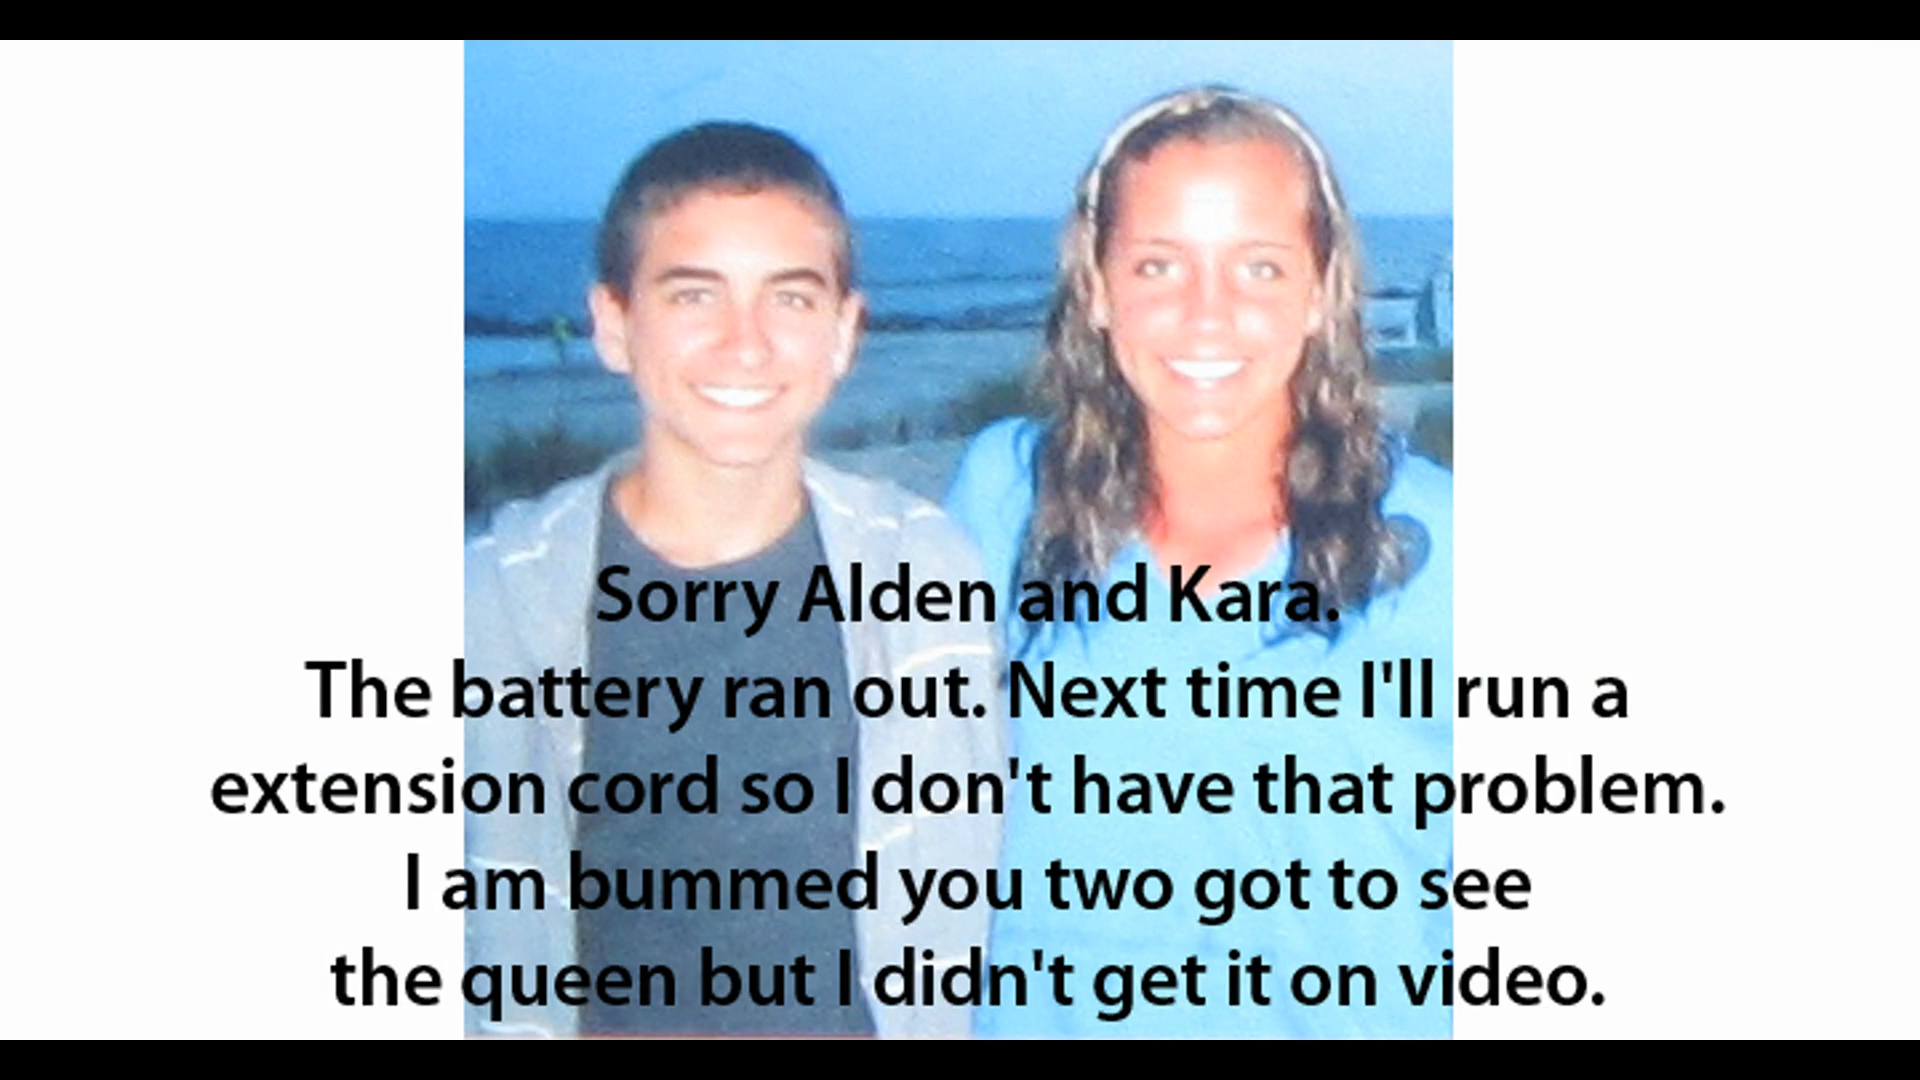 Sorry Alden and Kara.
The battery ran out. Next time I'll run a
extension cord so I don't have that problem.
I am bummed you two got to see
the queen but I didn't get it on video.